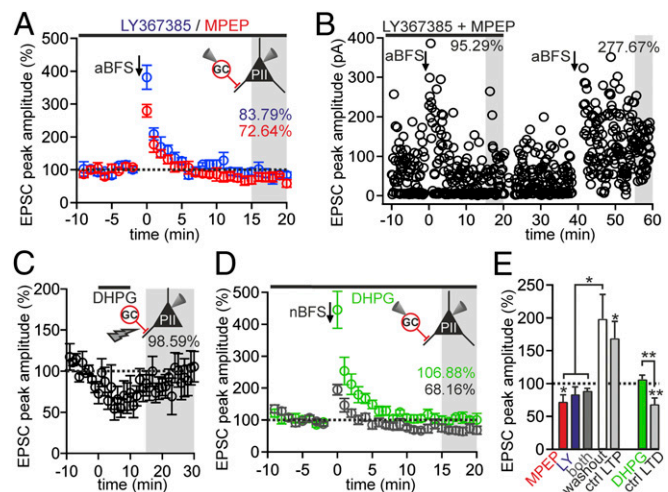 A
LY367385 / MPEP
EPSC peak amplitude (%)
500
400
300
200
100
0
aBFS
GC
PII
83.79%
72.64%
-10 -5 0 5 10 15 20
time (min)
B
LY367385 + MPEP
EPSC peak amplitude (pA)
400
350
300
250
200
150
100
50
0
aBFS
95.29%
aBFS
277.67%
-10 0 10 20 30 40 50 60
time (min)
C
EPSC peak amplitude (%)
200
150
100
50
0
DHPG
GC
PII
98.59%
-10 0 10 20 30
time (min)
D
DHPG
EPSC peak amplitude (%)
500
400
300
200
100
0
nBFS
GC
PII
106.88%
68.16%
-10 -5 0 5 10 15 20
time (min)
E
EPSC peak amplitude (%)
250
200
150
100
50
0
*
*
*
**
**
MPEP
LY
both
washout
ctrl LTP
DHPG
ctrl LTD